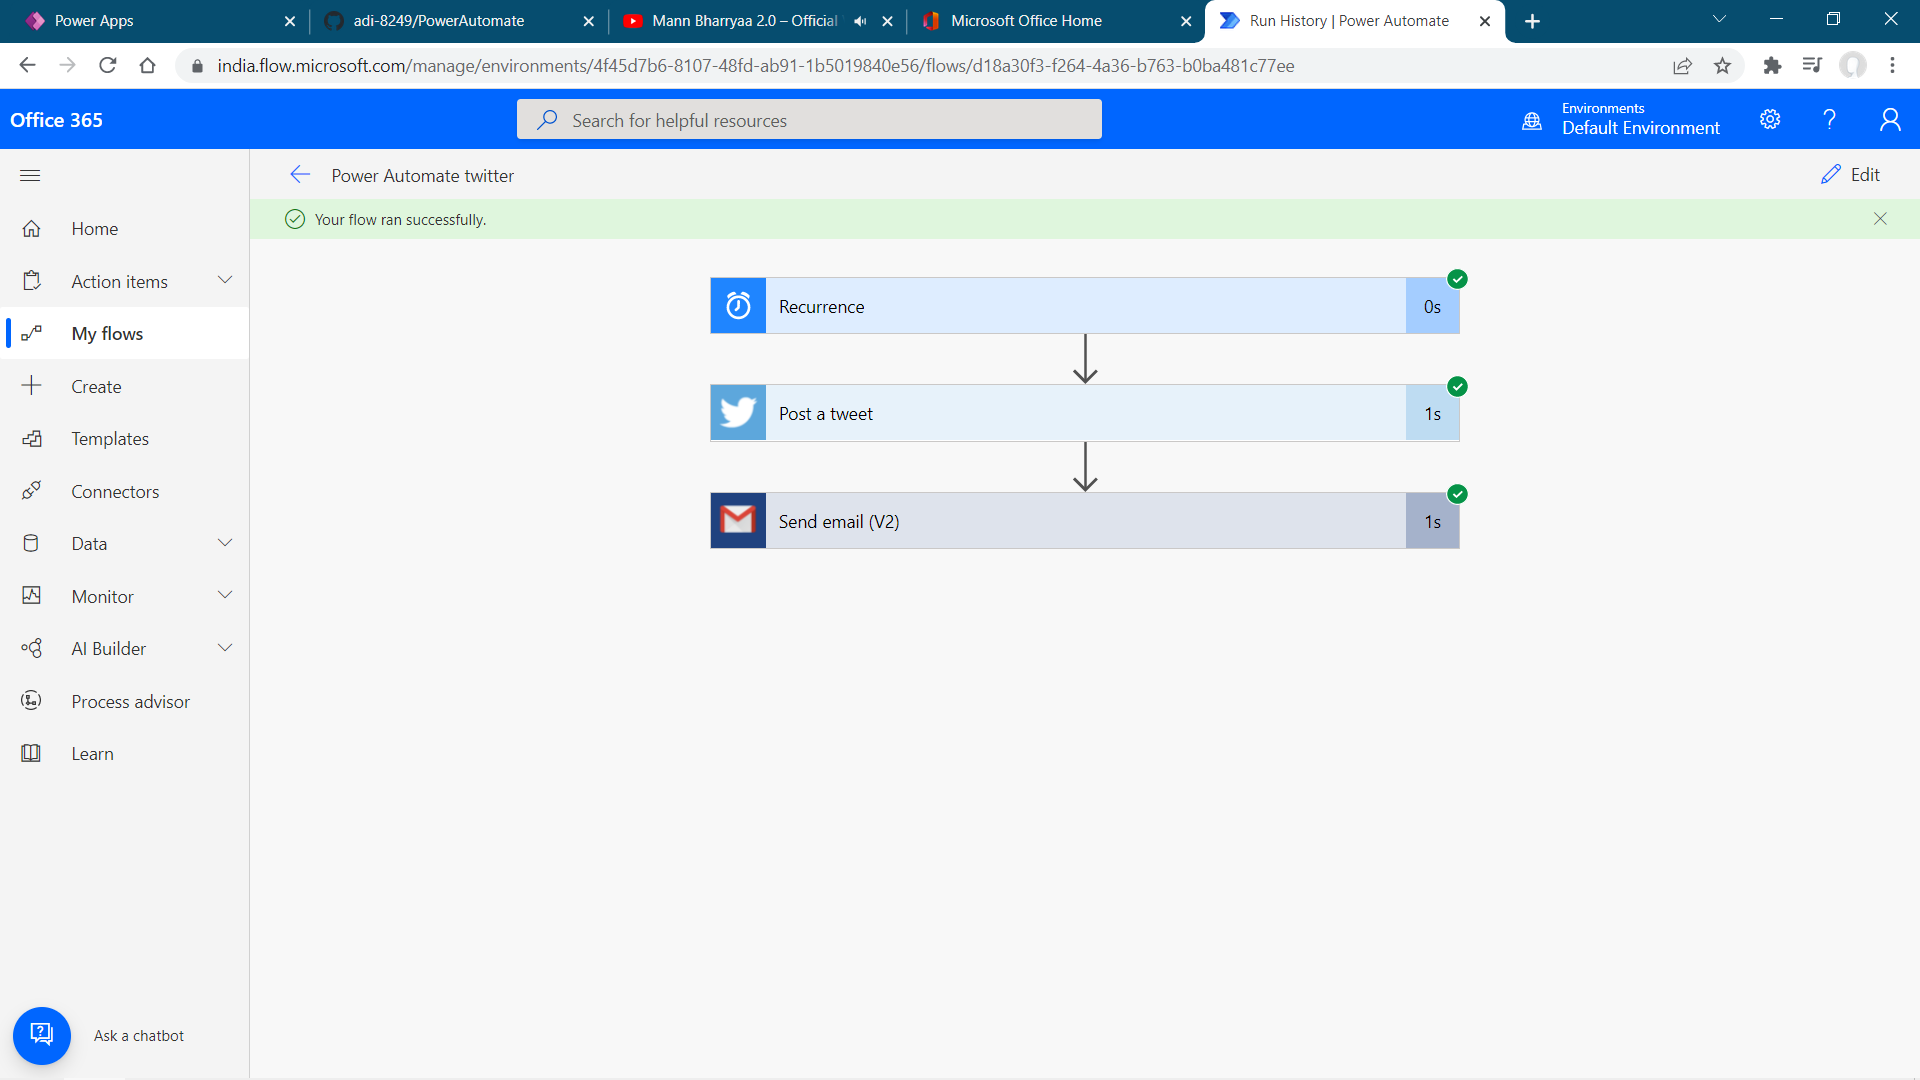 Power Apps
adi-8249/PowerAutomate
Mann Bharryaa 2.0 – Official
Microsoft Office Home
Run History | Power Automate
india.flow.microsoft.com/manage/environments/4f45d7b6-8107-48fd-ab91-1b5019840e56/flows/d18a30f3-f264-4a36-b763-b0ba481c77ee
Office 365
Search for helpful resources
Environments
Default Environment
Power Automate twitter
Edit
Your flow ran successfully.
Home
Action items
My flows
Create
Templates
Connectors
Data
Monitor
AI Builder
Process advisor
Learn
Recurrence
0s
Post a tweet
1s
Send email (V2)
1s
Ask a chatbot